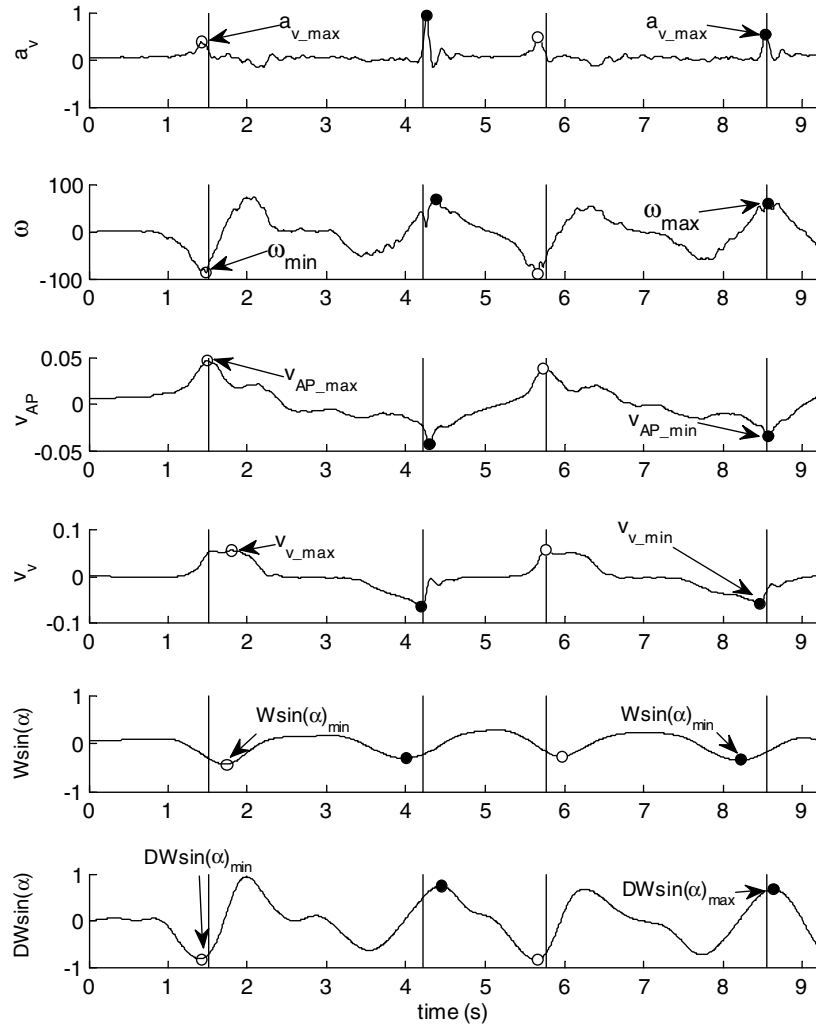 a_v_max
a_v_max
1
0
-1
a_v
0 1 2 3 4 5 6 7 8 9
100
0
-100
ω
ω_min
ω_max
0 1 2 3 4 5 6 7 8 9
0.05
0
-0.05
v_AP
v_AP_max
v_AP_min
0 1 2 3 4 5 6 7 8 9
0.1
0
-0.1
v_v
v_v_max
v_v_min
0 1 2 3 4 5 6 7 8 9
1
0
-1
Wsin(α)
Wsin(α)_min
Wsin(α)_min
0 1 2 3 4 5 6 7 8 9
DWsin(α)_min
1
0
-1
DWsin(α)
DWsin(α)_max
0 1 2 3 4 5 6 7 8 9
time (s)